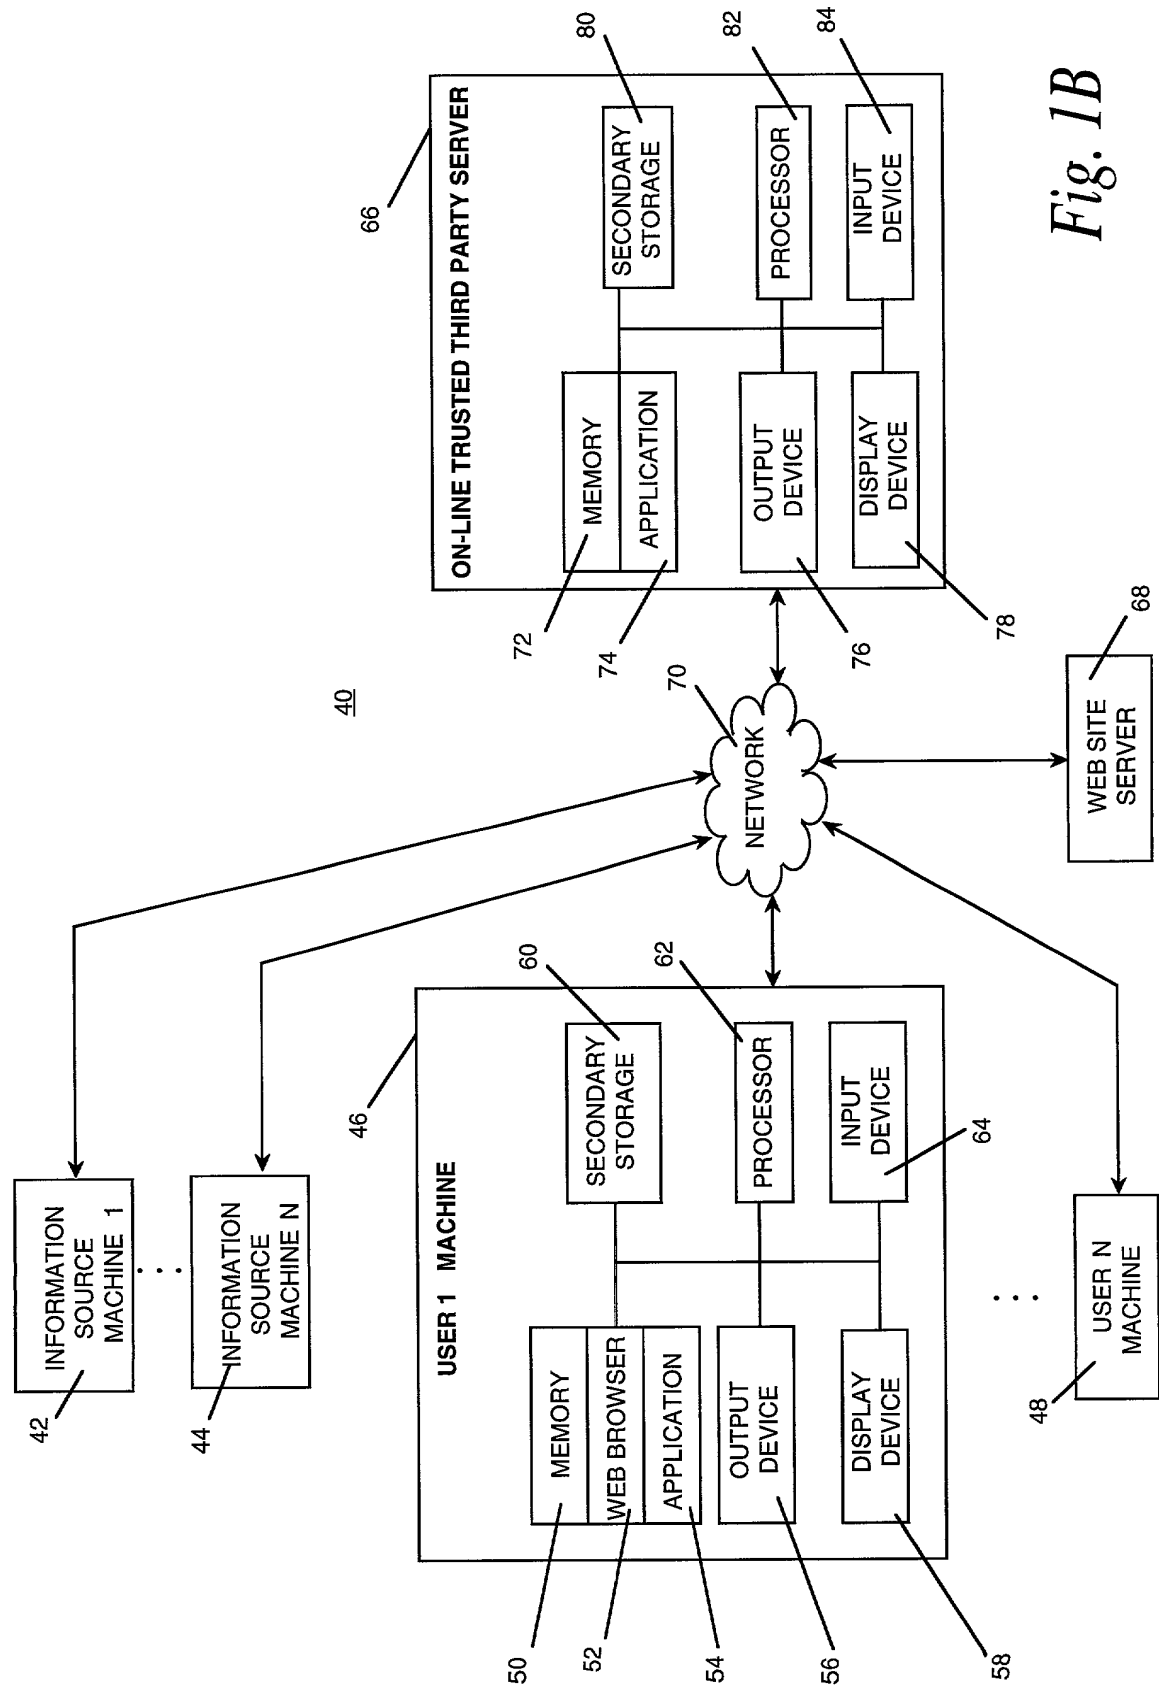 42
INFORMATION
SOURCE
MACHINE 1
. . .
44
INFORMATION
SOURCE
MACHINE N
40
46
USER 1 MACHINE
50
MEMORY
52
WEB BROWSER
54
APPLICATION
SECONDARY
STORAGE
60
OUTPUT
DEVICE
56
PROCESSOR
62
DISPLAY
DEVICE
58
INPUT
DEVICE
64
. . .
USER N
MACHINE
48
NETWORK
70
66
ON-LINE TRUSTED THIRD PARTY SERVER
72
MEMORY
74
APPLICATION
SECONDARY
STORAGE
80
OUTPUT
DEVICE
76
PROCESSOR
82
DISPLAY
DEVICE
78
INPUT
DEVICE
84
WEB SITE
SERVER
68
Fig. 1B